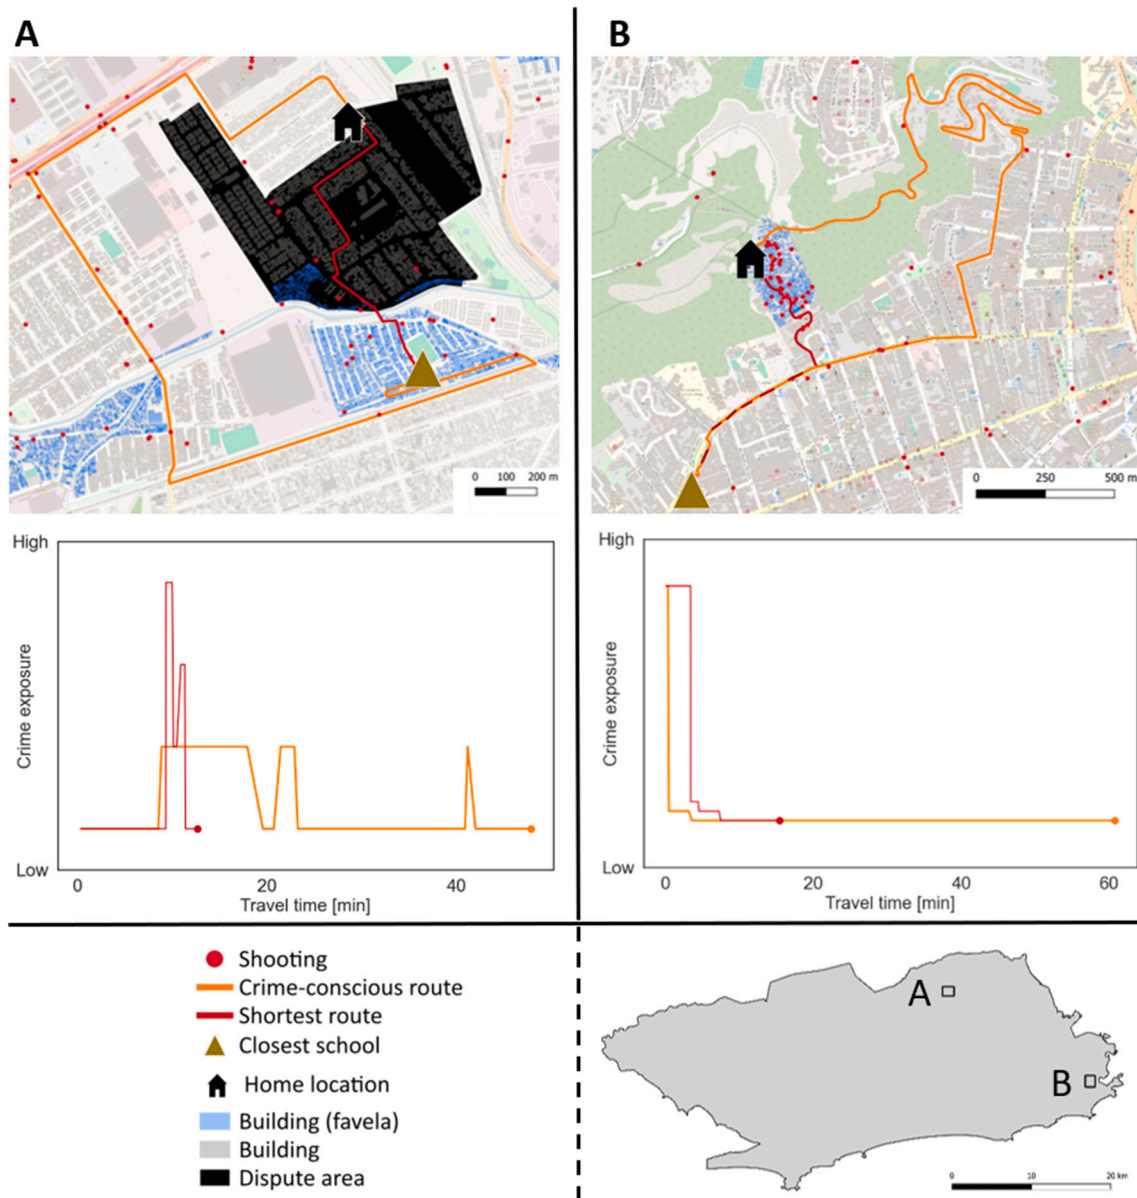 A
B
0 100 200 m
0 250 500 m
High
Crime exposure
Low
0 20 40
Travel time [min]
High
Crime exposure
Low
0 20 40 60
Travel time [min]
Shooting
Crime-conscious route
Shortest route
Closest school
Home location
Building (favela)
Building
Dispute area
A
B
0 10 20 km